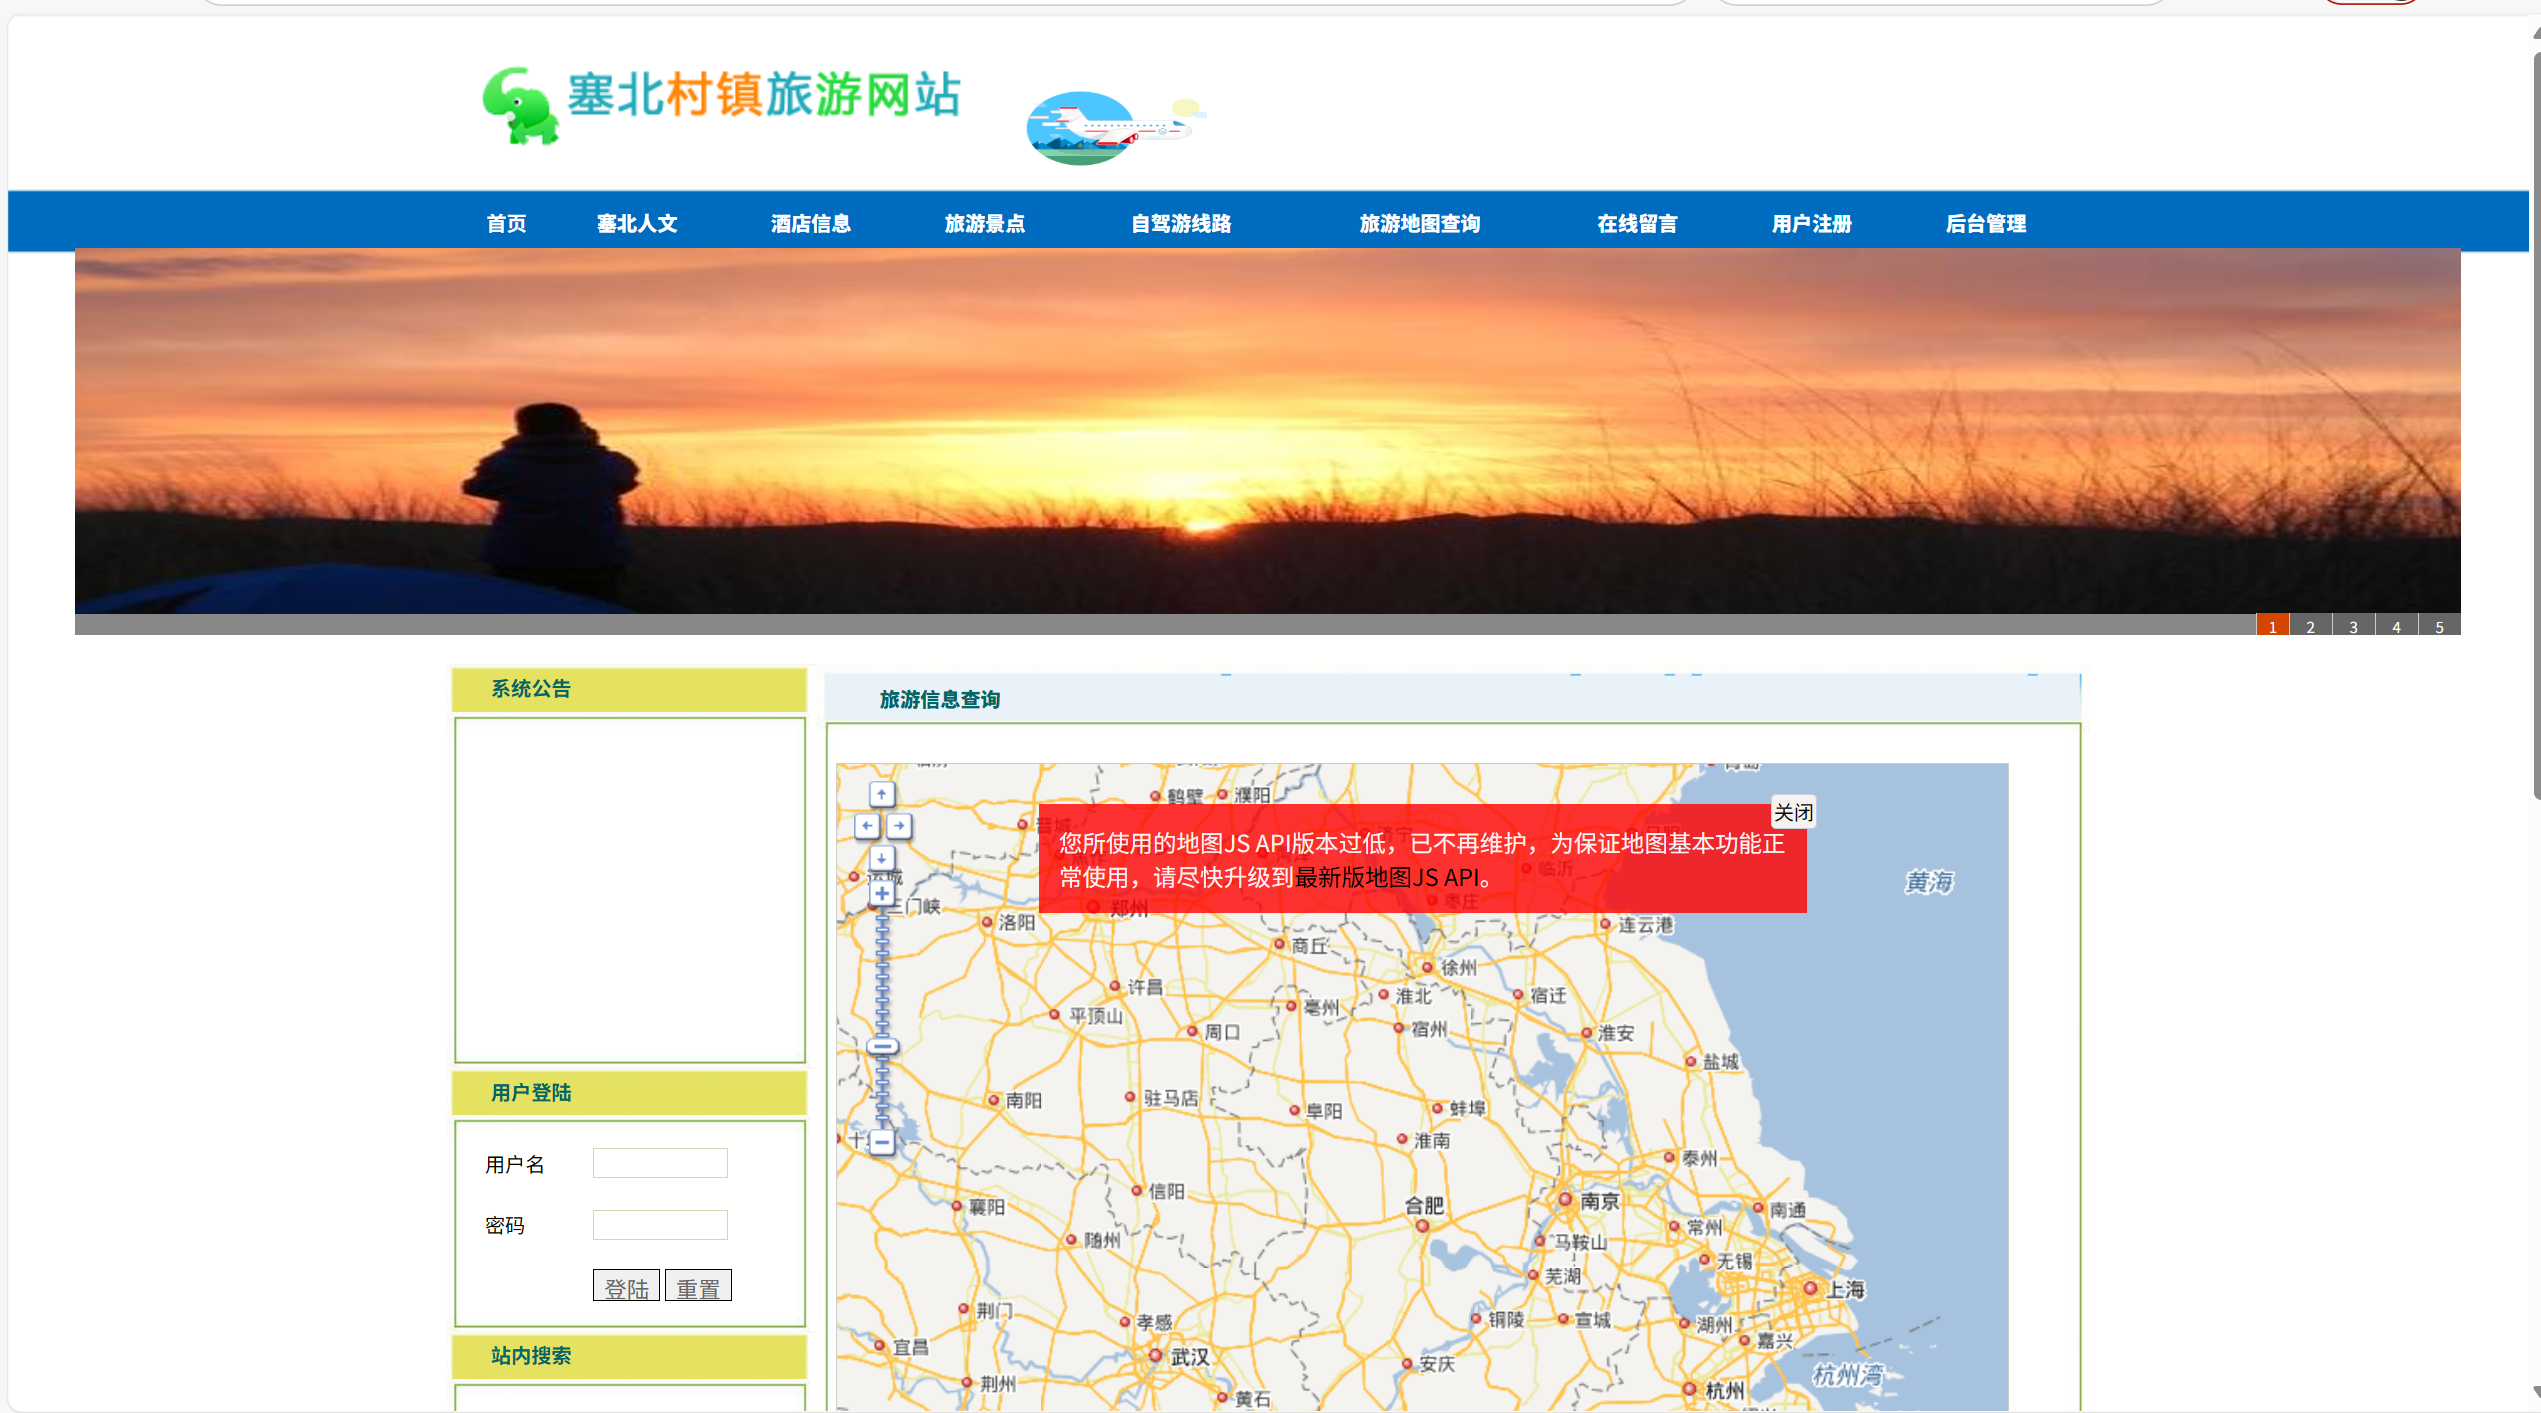 塞北村镇旅游网站
首页 塞北人文 酒店信息 旅游景点 自驾游线路 旅游地图查询 在线留言 用户注册 后台管理
1 2 3 4 5
系统公告
旅游信息查询
用户登陆
用户名
密码
登陆 重置
站内搜索
关闭
您所使用的地图JS API版本过低，已不再维护，为保证地图基本功能正
常使用，请尽快升级到最新版地图JS API。
鹤壁 濮阳
晋城
临沂
黄海
三门峡 郑州 枣庄
洛阳 连云港
商丘
徐州
许昌 淮北 宿迁
平顶山 亳州
周口 宿州 淮安
盐城
南阳 驻马店 阜阳 蚌埠
淮南
泰州
信阳
襄阳 合肥 南京 南通
常州
随州 马鞍山
无锡
芜湖
上海
荆门 孝感 铜陵 宣城 湖州
嘉兴
宜昌 武汉
安庆
杭州湾
荆州 黄石 杭州